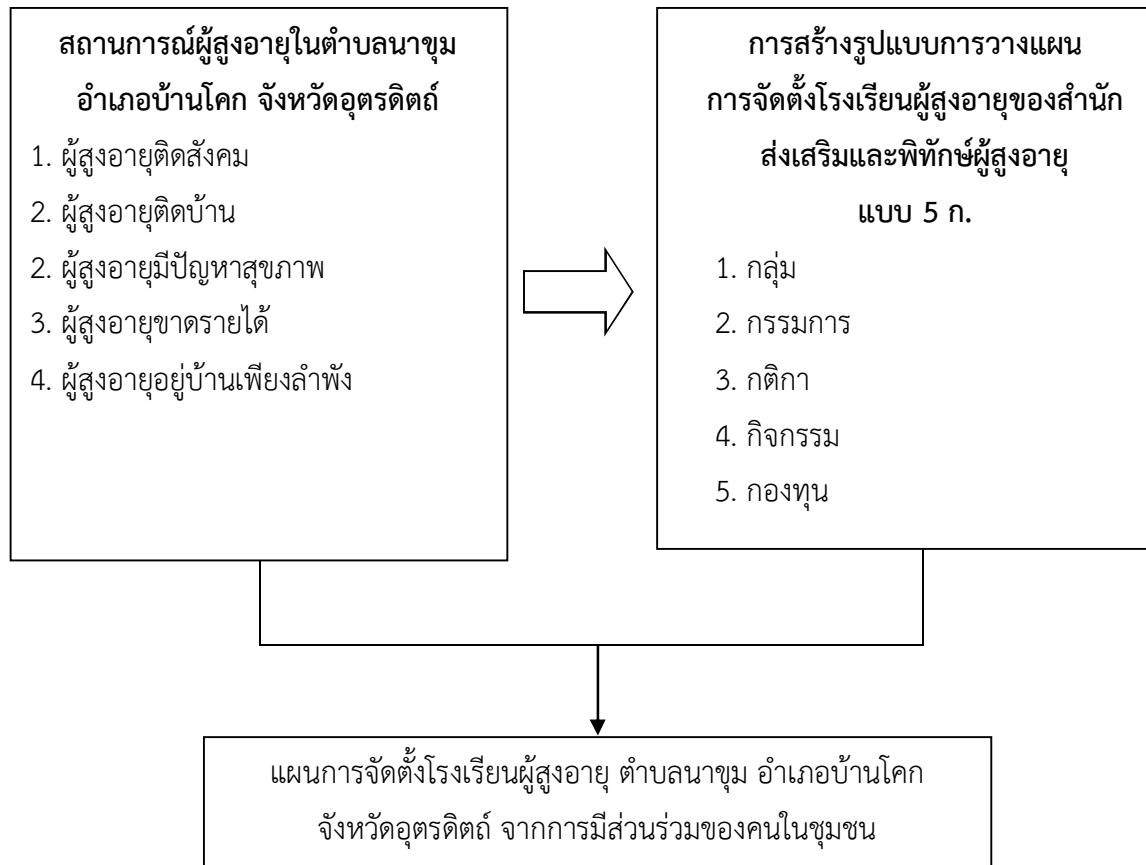 สถานการณ์ผู้สูงอายุในตำบลนาขุม
อำเภอบ้านโคก จังหวัดอุตรดิตถ์
1. ผู้สูงอายุติดสังคม
2. ผู้สูงอายุติดบ้าน
2. ผู้สูงอายุมีปัญหาสุขภาพ
3. ผู้สูงอายุขาดรายได้
4. ผู้สูงอายุอยู่บ้านเพียงลำพัง
การสร้างรูปแบบการวางแผน
การจัดตั้งโรงเรียนผู้สูงอายุของสำนัก
ส่งเสริมและพิทักษ์ผู้สูงอายุ
แบบ 5 ก.
1. กลุ่ม
2. กรรมการ
3. กติกา
4. กิจกรรม
5. กองทุน
แผนการจัดตั้งโรงเรียนผู้สูงอายุ ตำบลนาขุม อำเภอบ้านโคก
จังหวัดอุตรดิตถ์ จากการมีส่วนร่วมของคนในชุมชน